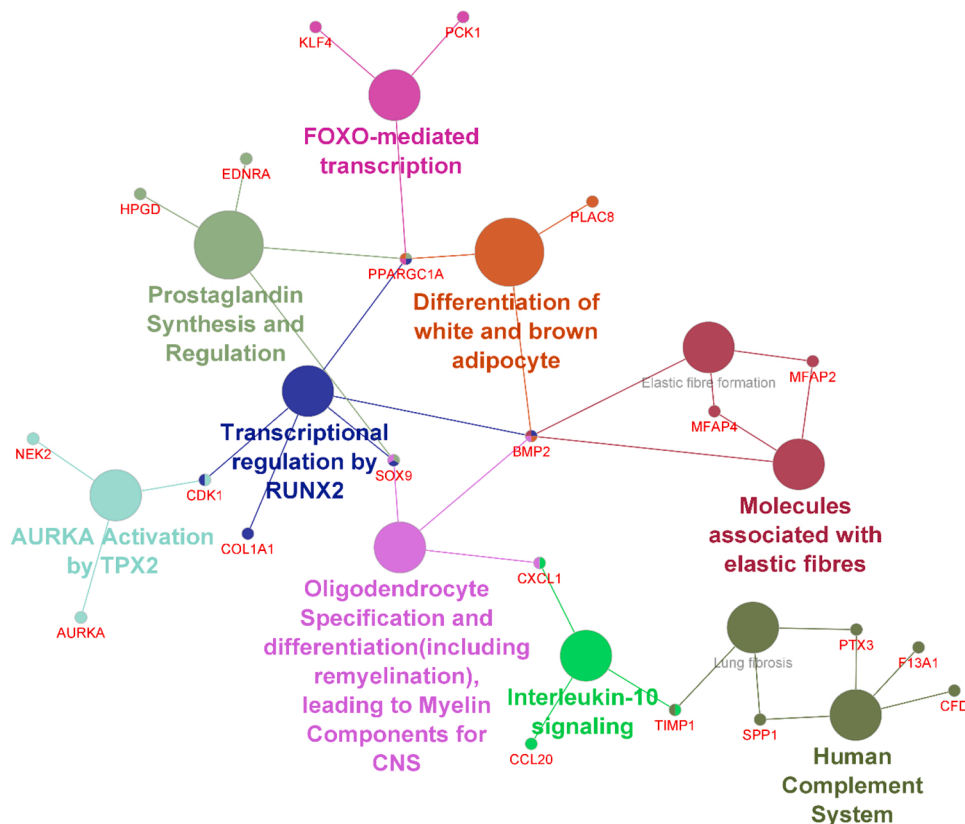 KLF4
PCK1
FOXO-mediated
transcription
EDNRA
HPGD
PLAC8
PPARGC1A
Prostaglandin
Synthesis and
Regulation
Differentiation of
white and brown
adipocyte
Elastic fibre formation
MFAP2
MFAP4
Transcriptional
regulation by
RUNX2
BMP2
NEK2
SOX9
CDK1
Molecules
associated with
elastic fibres
AURKA Activation
by TPX2
COL1A1
CXCL1
Oligodendrocyte
Specification and
differentiation(including
remyelination),
leading to Myelin
Components for
CNS
AURKA
PTX3
F13A1
Lung fibrosis
CFD
Interleukin-10
signaling
TIMP1
SPP1
CCL20
Human
Complement
System